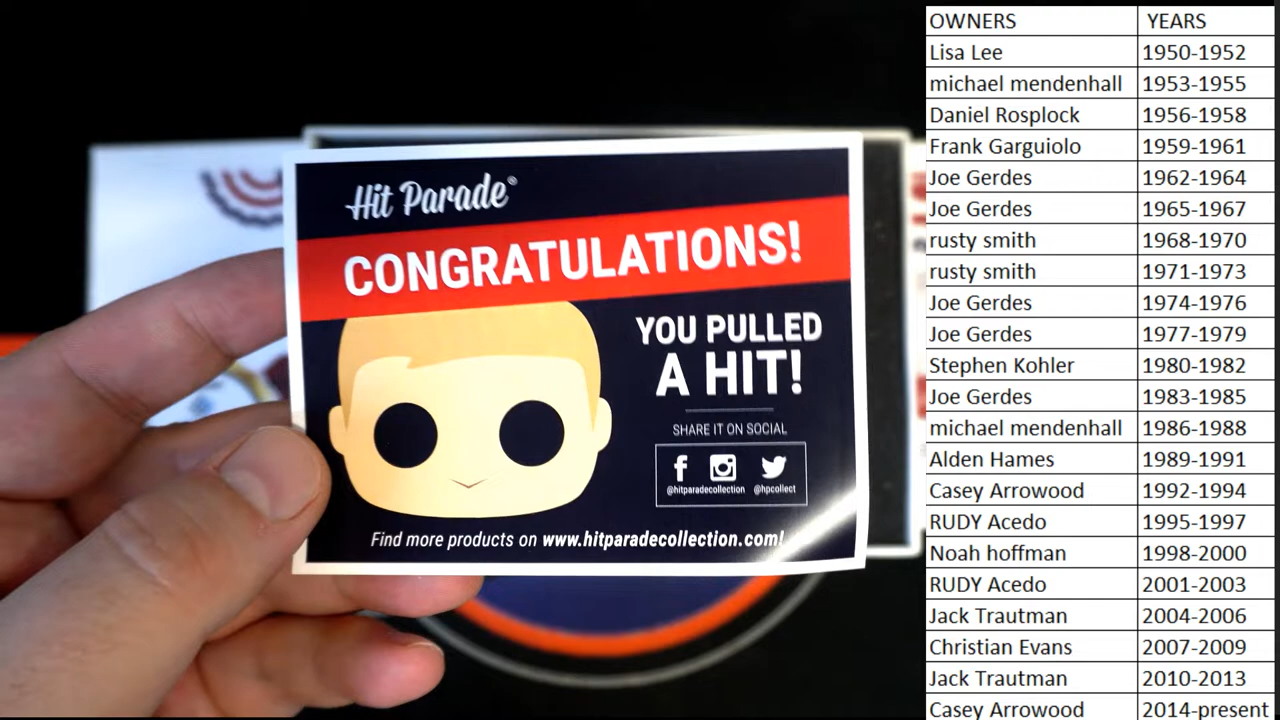 Hit Parade®
CONGRATULATIONS!
YOU PULLED
A HIT!
SHARE IT ON SOCIAL
@hitparadecollection @hpcollect
Find more products on www.hitparadecollection.com!
OWNERS YEARS
Lisa Lee 1950-1952
michael mendenhall 1953-1955
Daniel Rosplock 1956-1958
Frank Garguiolo 1959-1961
Joe Gerdes 1962-1964
Joe Gerdes 1965-1967
rusty smith 1968-1970
rusty smith 1971-1973
Joe Gerdes 1974-1976
Joe Gerdes 1977-1979
Stephen Kohler 1980-1982
Joe Gerdes 1983-1985
michael mendenhall 1986-1988
Alden Hames 1989-1991
Casey Arrowood 1992-1994
RUDY Acedo 1995-1997
Noah hoffman 1998-2000
RUDY Acedo 2001-2003
Jack Trautman 2004-2006
Christian Evans 2007-2009
Jack Trautman 2010-2013
Casey Arrowood 2014-present